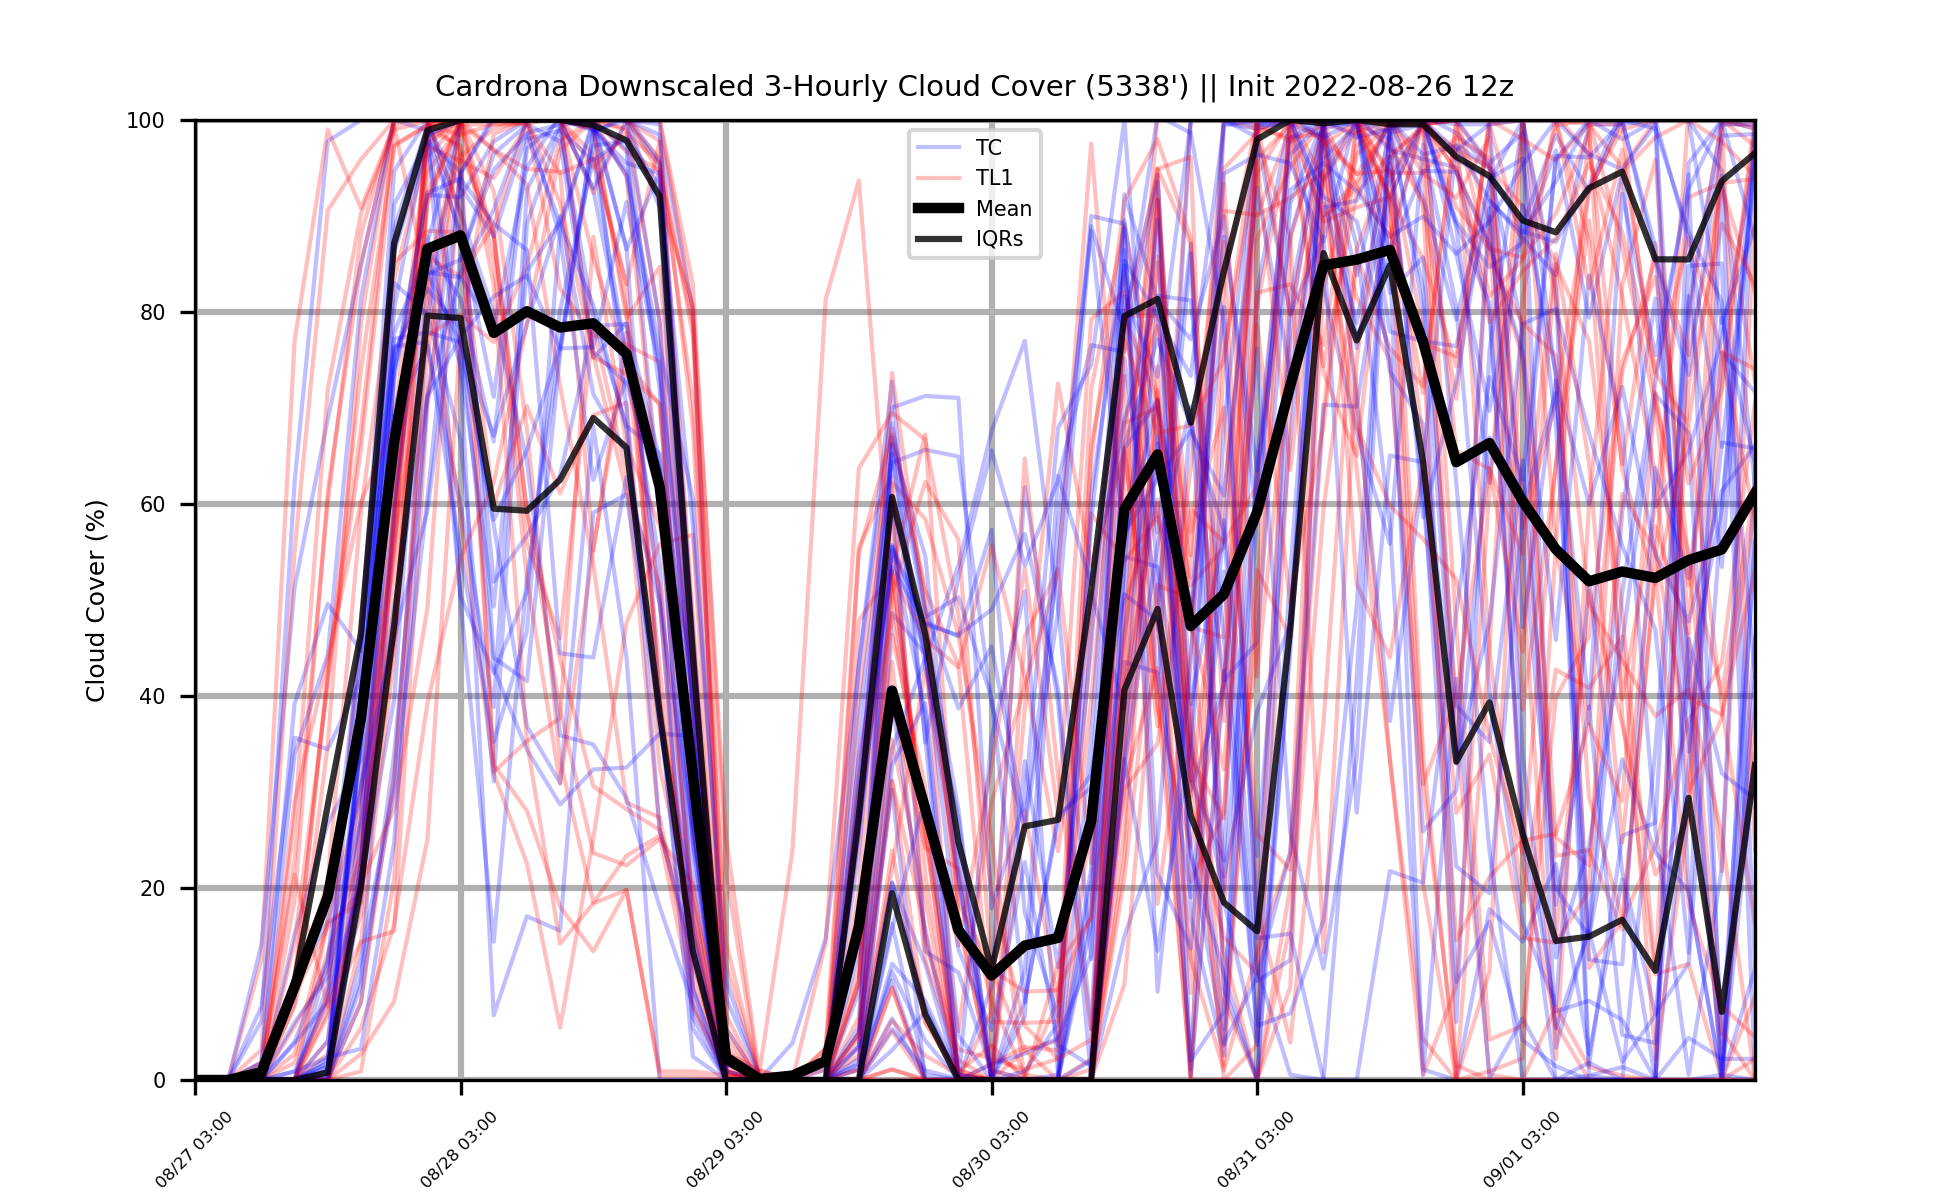 Cardrona Downscaled 3-Hourly Cloud Cover (5338') || Init 2022-08-26 12z
TC
TL1
Mean
IQRs
Cloud Cover (%)
100
80
60
40
20
0
08/27 03:00
08/28 03:00
08/29 03:00
08/30 03:00
08/31 03:00
09/01 03:00